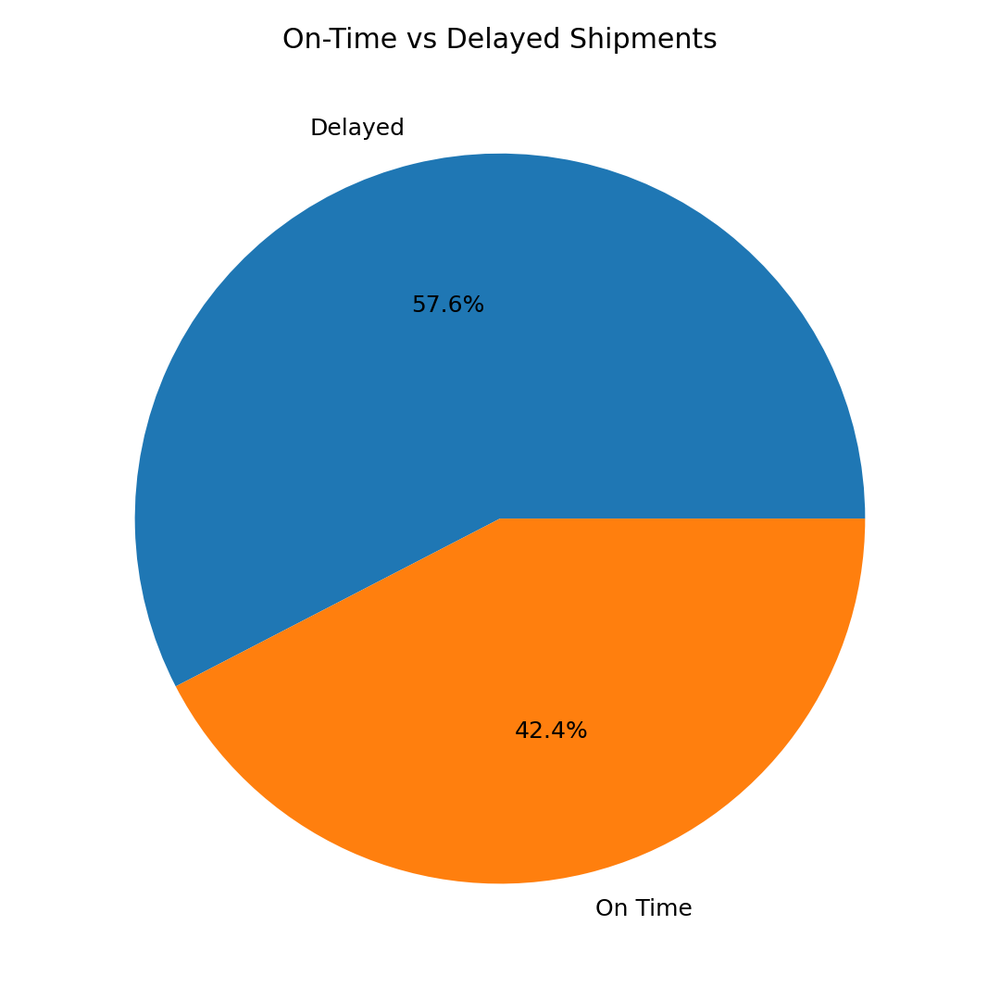 On-Time vs Delayed Shipments
Delayed
57.6%
42.4%
On Time